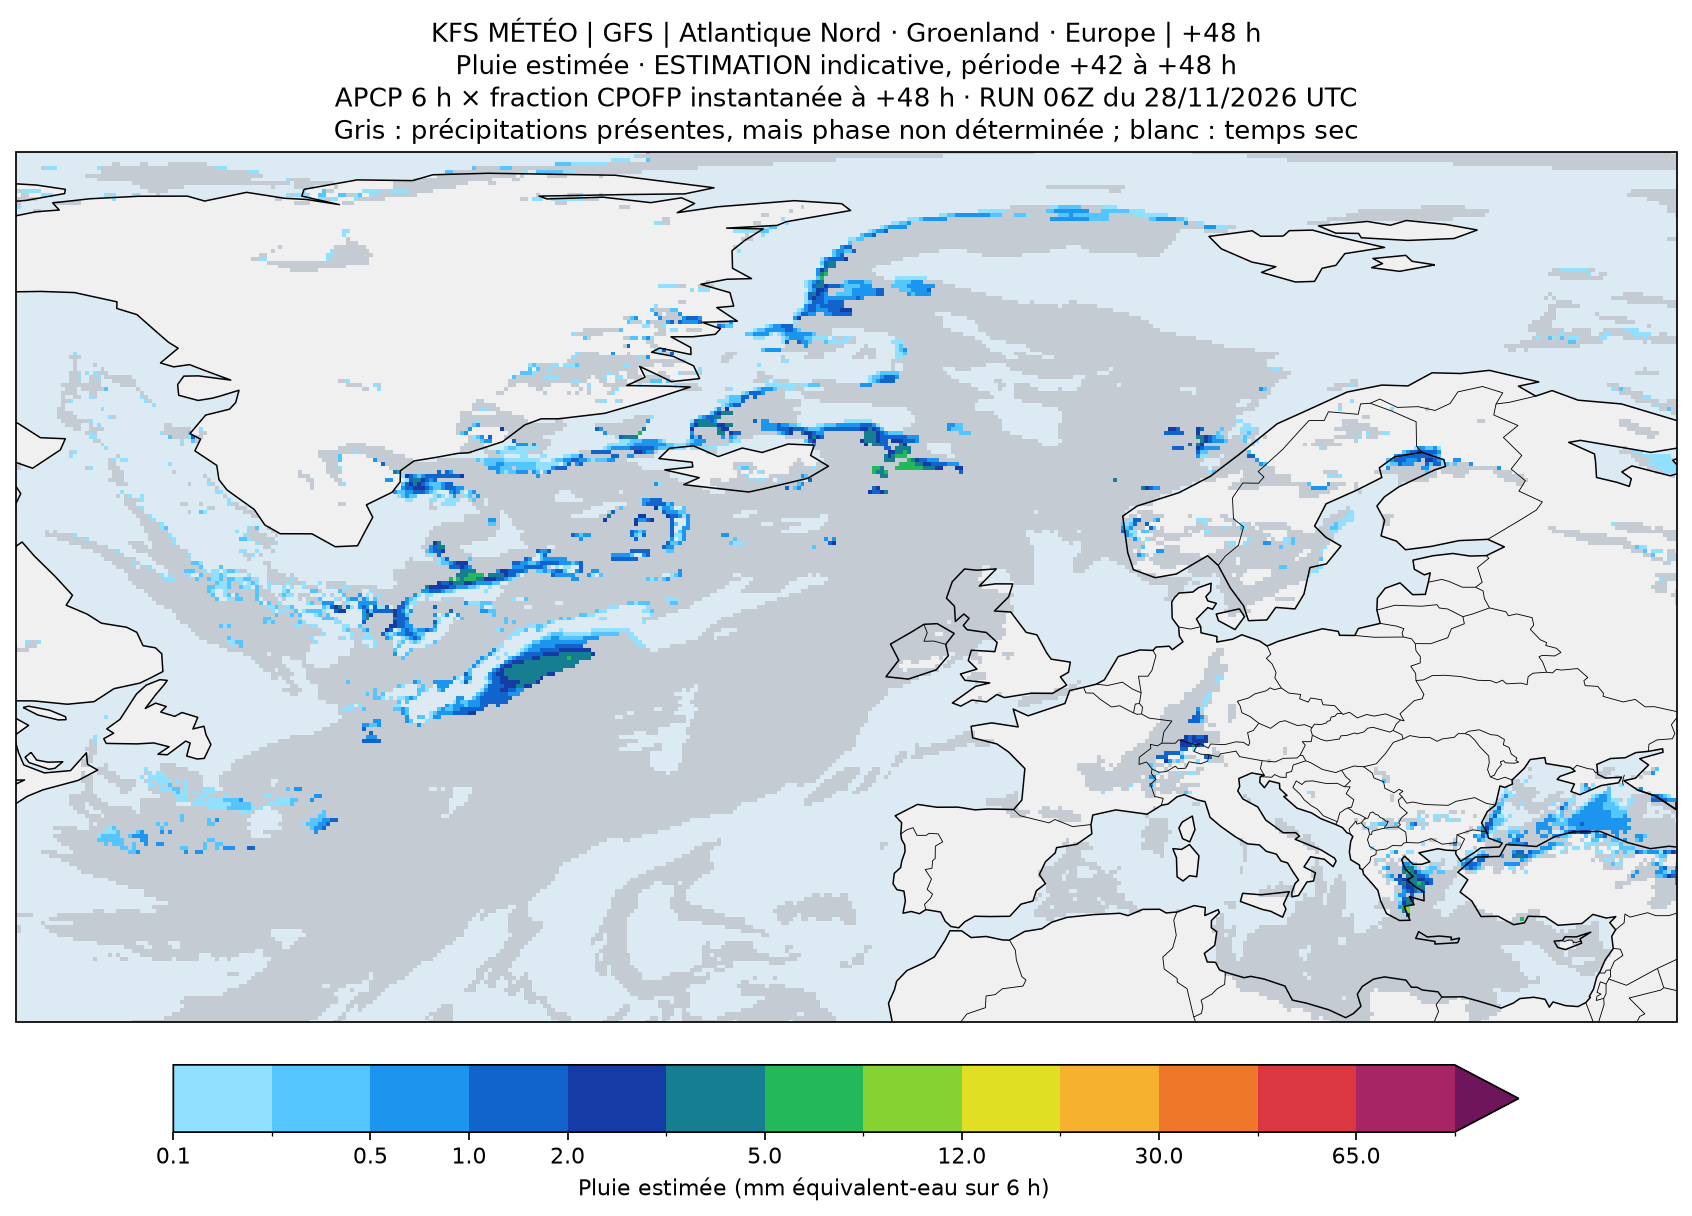 KFS MÉTÉO | GFS | Atlantique Nord · Groenland · Europe | +48 h
Pluie estimée · ESTIMATION indicative, période +42 à +48 h
APCP 6 h × fraction CPOFP instantanée à +48 h · RUN 06Z du 28/11/2026 UTC
Gris : précipitations présentes, mais phase non déterminée ; blanc : temps sec
0.1 0.5 1.0 2.0 5.0 12.0 30.0 65.0
Pluie estimée (mm équivalent-eau sur 6 h)